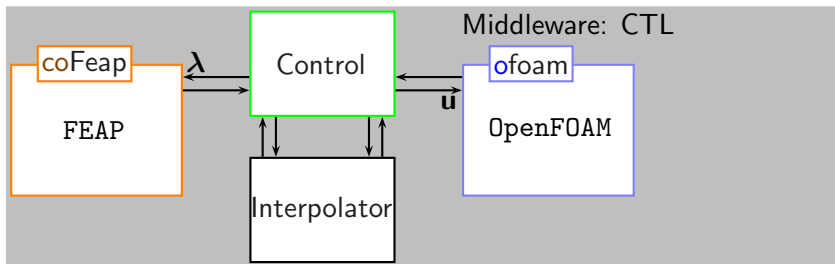 Middleware: CTL
coFeap
λ
Control
ofoam
u
FEAP
OpenFOAM
Interpolator